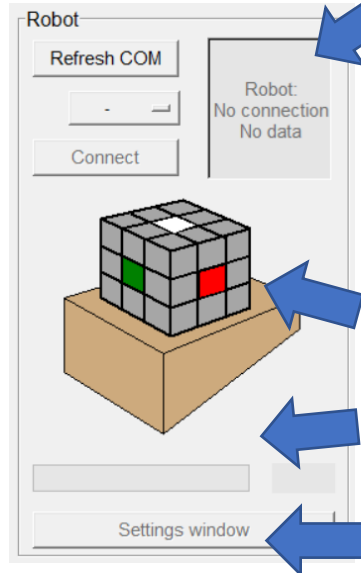 Robot
Refresh COM
-
Connect
Robot:
No connection
No data
Settings window